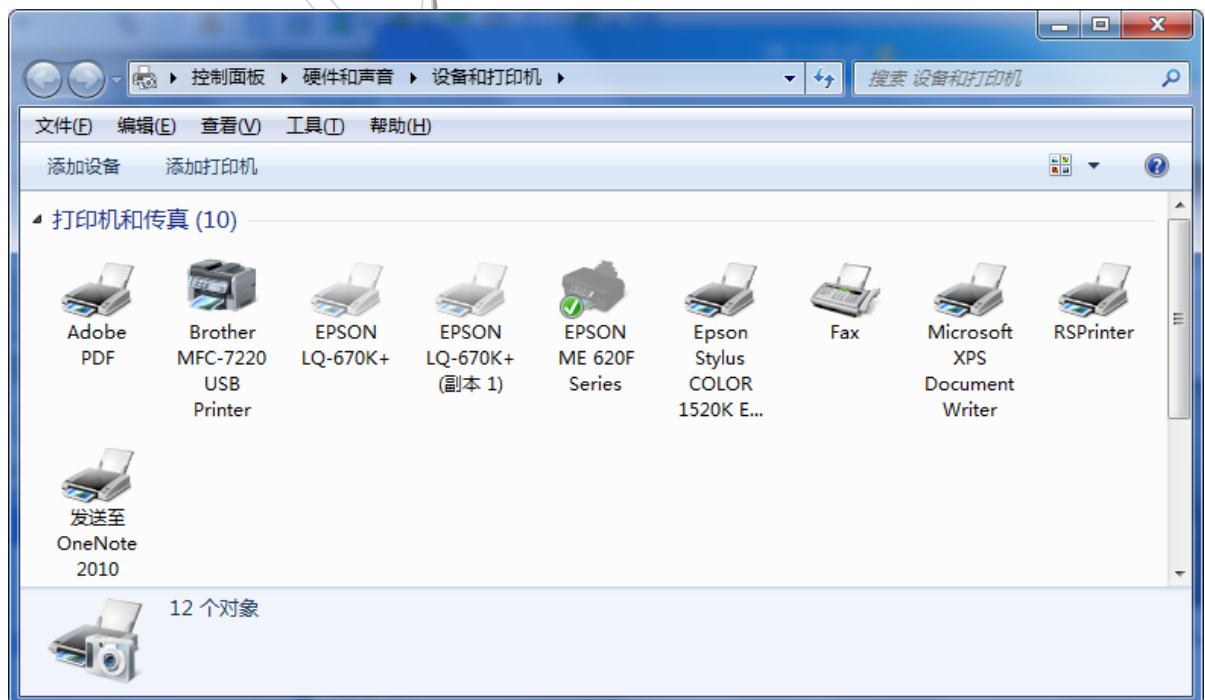 控制面板 硬件和声音 设备和打印机
搜索 设备和打印机
文件(F) 编辑(E) 查看(V) 工具(T) 帮助(H)
添加设备 添加打印机
打印机和传真 (10)
Adobe
PDF
Brother
MFC-7220
USB
Printer
EPSON
LQ-670K+
EPSON
LQ-670K+
(副本 1)
EPSON
ME 620F
Series
Epson
Stylus
COLOR
1520K E...
Fax
Microsoft
XPS
Document
Writer
RSPrinter
发送至
OneNote
2010
12 个对象